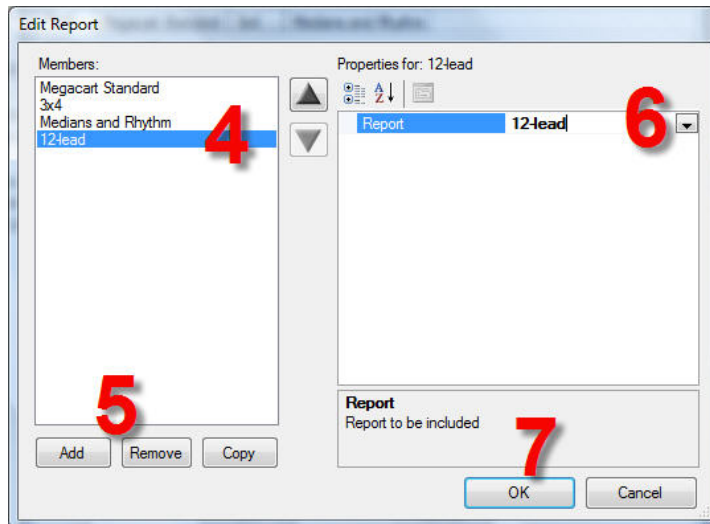 Edit Report
Members:
Megacart Standard
3x4
Medians and Rhythm
12-lead
4
Properties for: 12-lead
Report 12-lead
6
Report
Report to be included
5
Add Remove Copy
7
OK Cancel